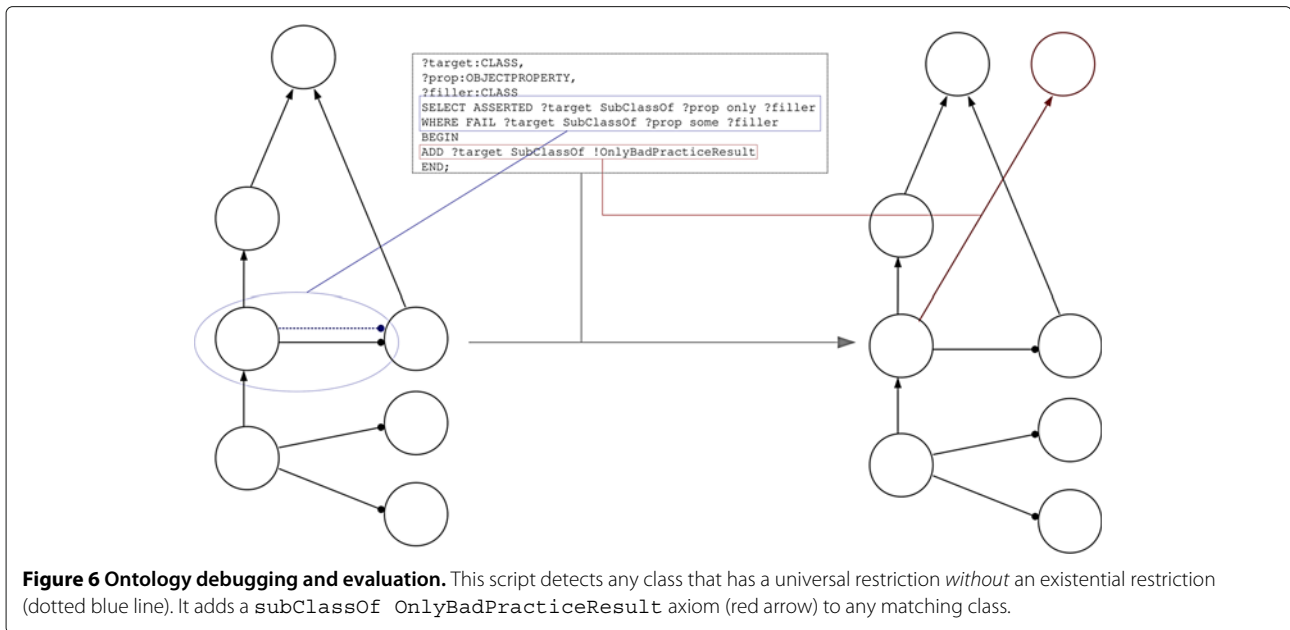 ?target:CLASS,
?prop:OBJECTPROPERTY,
?filler:CLASS
SELECT ASSERTED ?target SubClassOf ?prop only ?filler
WHERE FAIL ?target SubClassOf ?prop some ?filler
BEGIN
ADD ?target SubClassOf !OnlyBadPracticeResult
END;
Figure 6 Ontology debugging and evaluation. This script detects any class that has a universal restriction without an existential restriction
(dotted blue line). It adds a subClassOf OnlyBadPracticeResult axiom (red arrow) to any matching class.